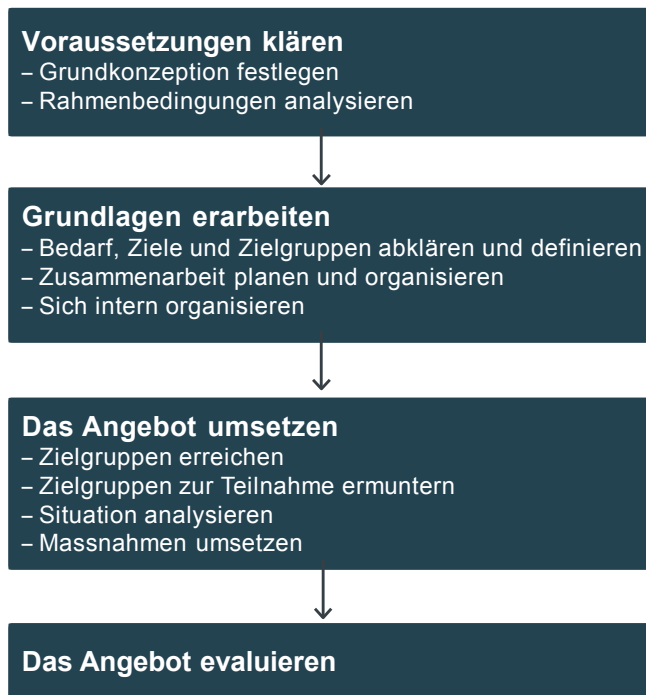 Voraussetzungen klären
– Grundkonzeption festlegen
– Rahmenbedingungen analysieren
Grundlagen erarbeiten
– Bedarf, Ziele und Zielgruppen abklären und definieren
– Zusammenarbeit planen und organisieren
– Sich intern organisieren
Das Angebot umsetzen
– Zielgruppen erreichen
– Zielgruppen zur Teilnahme ermuntern
– Situation analysieren
– Massnahmen umsetzen
Das Angebot evaluieren